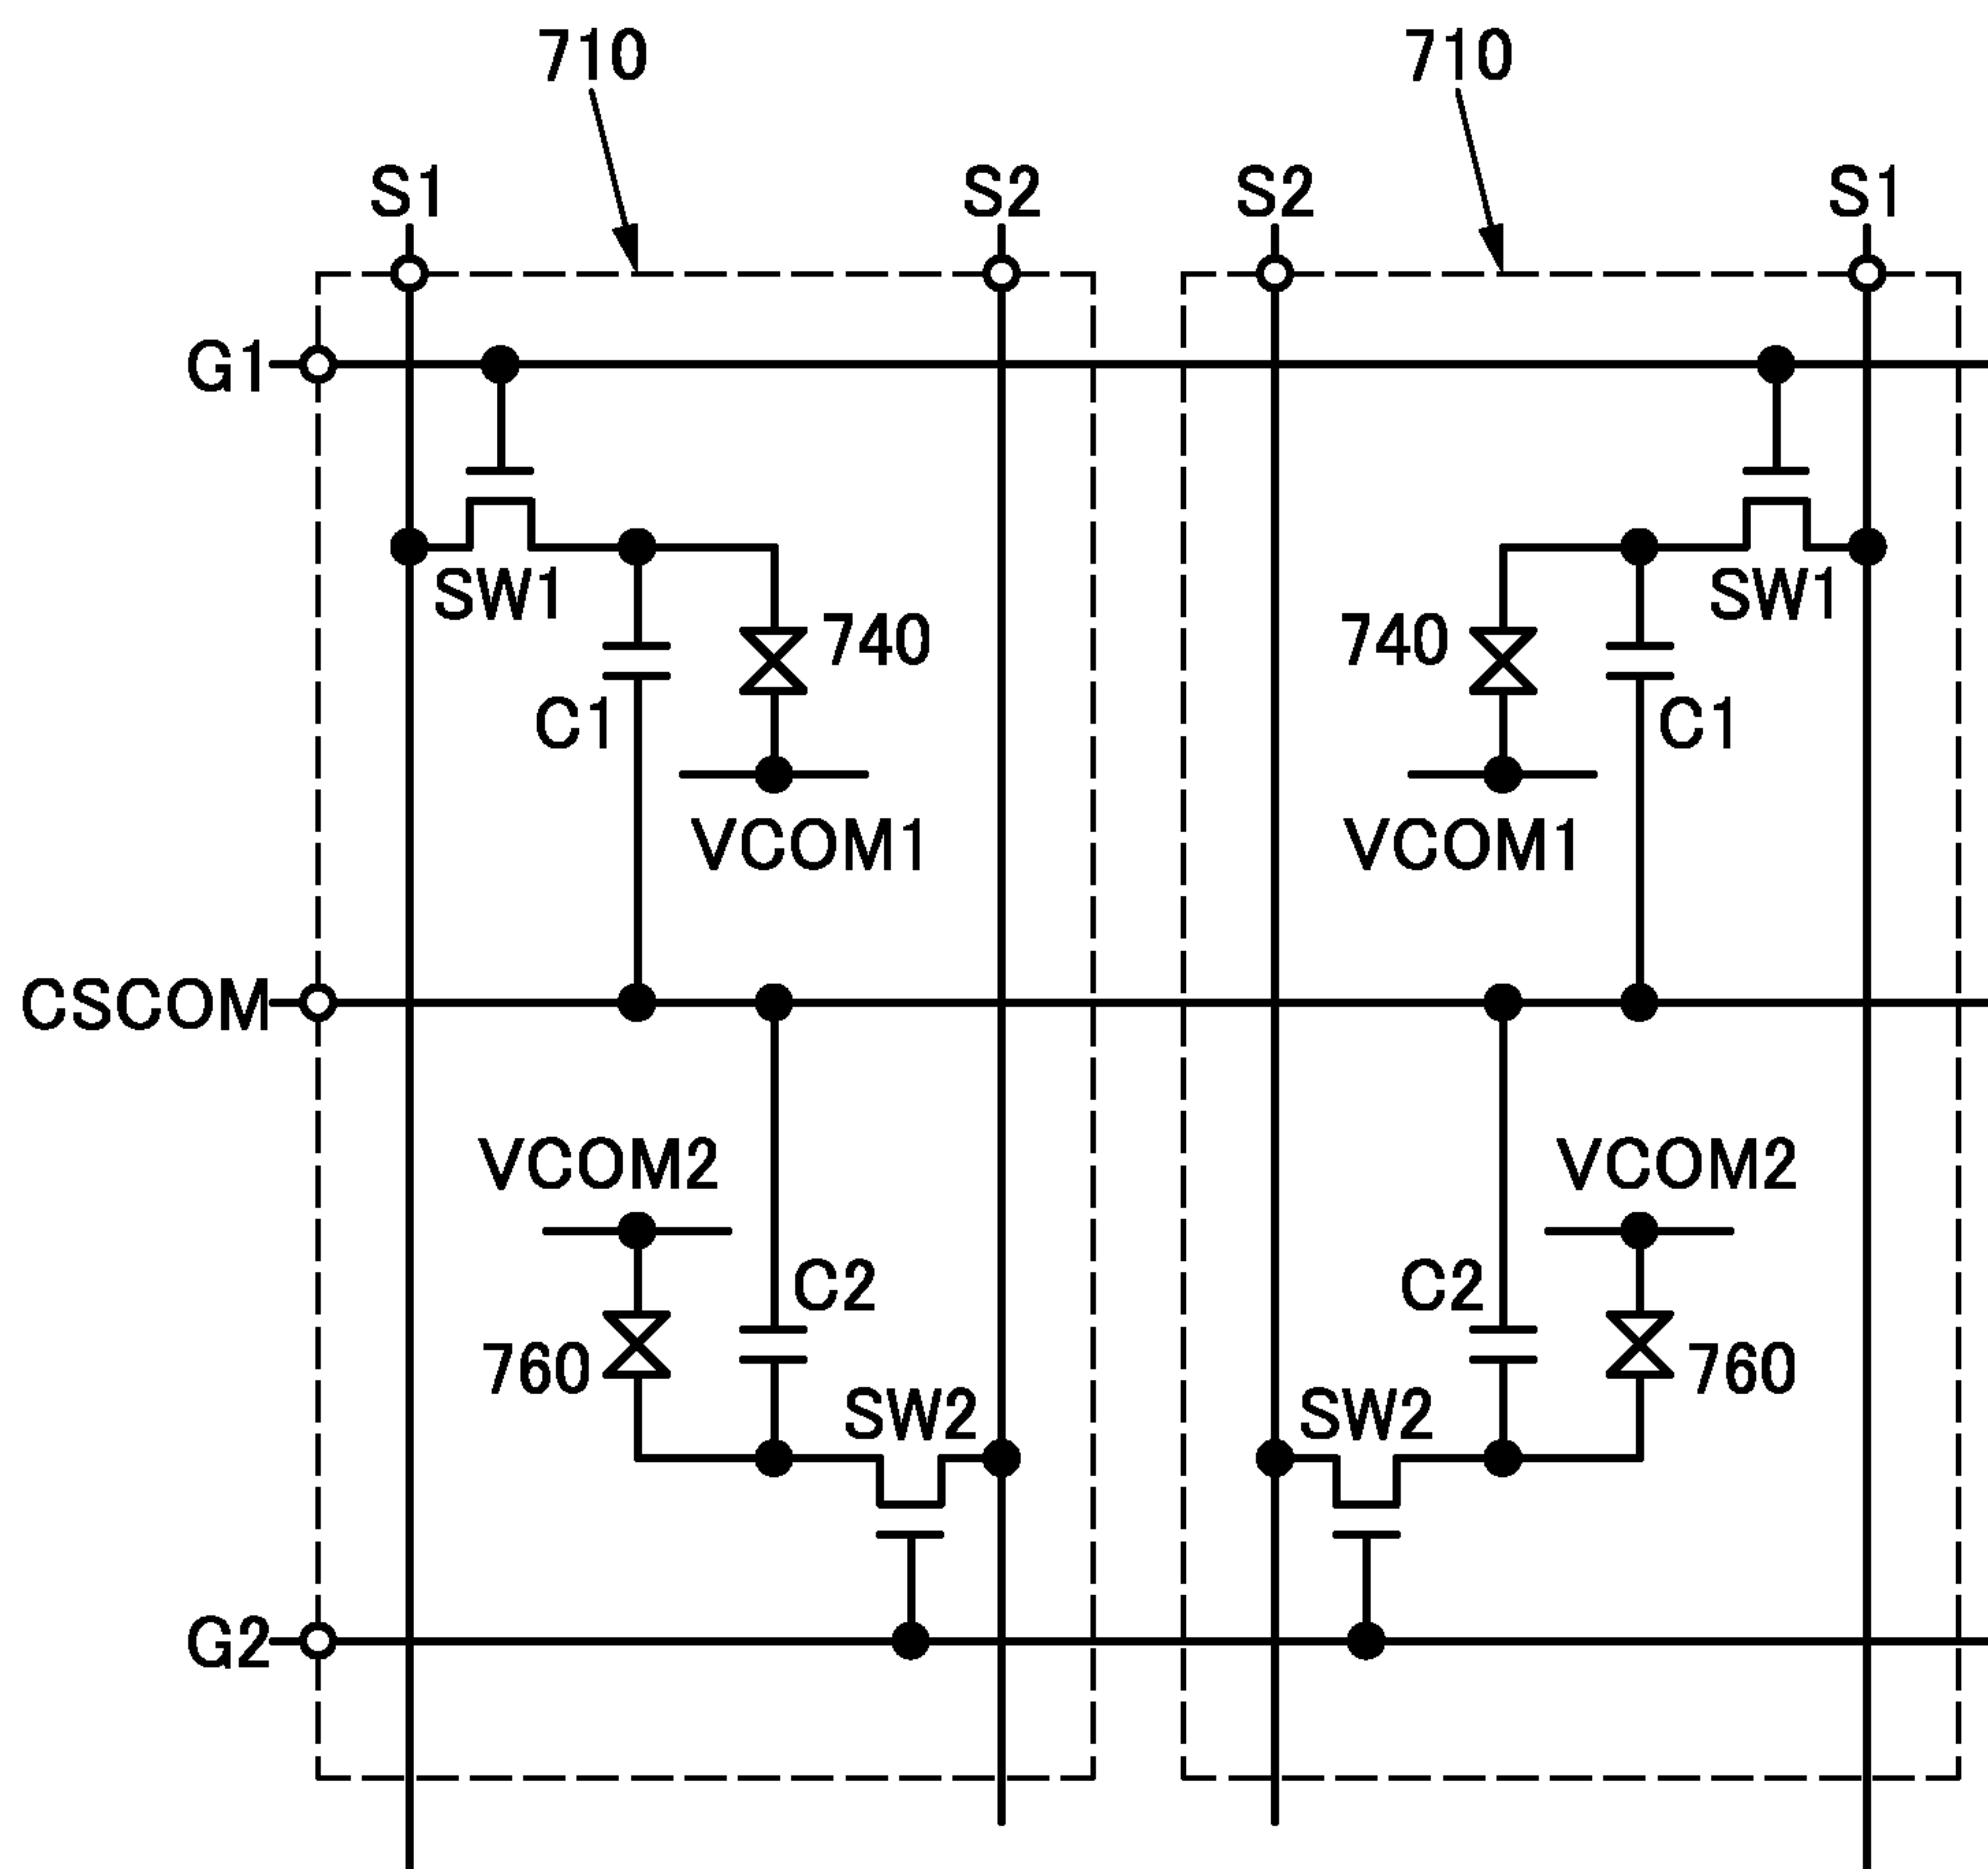 710 710
S1 S2 S2 S1
G1
SW1 SW1
740 740
C1 C1
VCOM1 VCOM1
CSCOM
VCOM2 VCOM2
C2 C2
760 760
SW2 SW2
G2